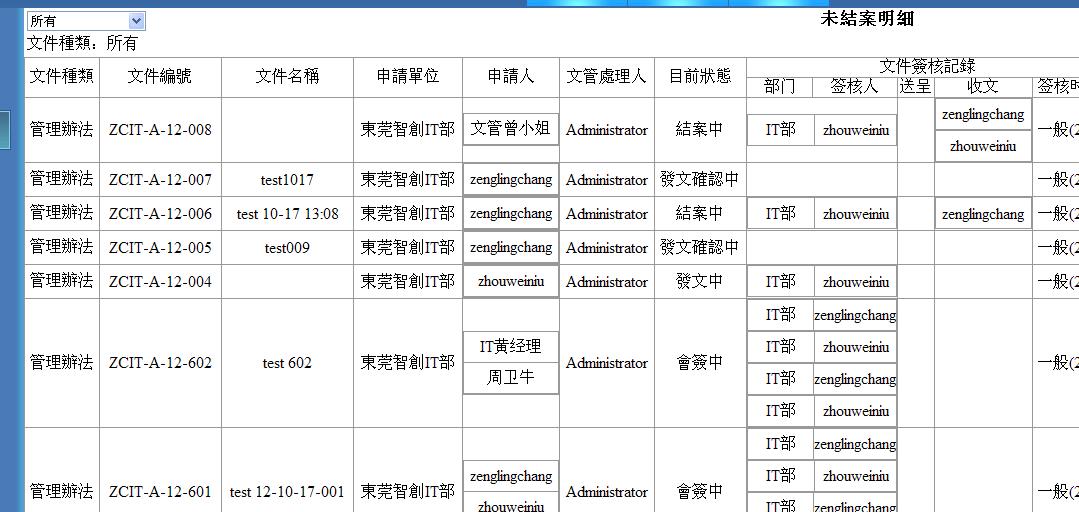 未結案明細
所有
文件種類：所有
文件種類 文件編號 文件名稱 申請單位 申請人 文管處理人 目前狀態 文件簽核記錄
部门 签核人 送呈 收文 签核时
管理辦法 ZCIT-A-12-008 東莞智創IT部 文管曾小姐 Administrator 結案中 IT部 zhouweiniu zenglingchang 一般(2
zhouweiniu
管理辦法 ZCIT-A-12-007 test1017 東莞智創IT部 zenglingchang Administrator 發文確認中 一般(2
管理辦法 ZCIT-A-12-006 test 10-17 13:08 東莞智創IT部 zenglingchang Administrator 結案中 IT部 zhouweiniu zenglingchang 一般(2
管理辦法 ZCIT-A-12-005 test009 東莞智創IT部 zenglingchang Administrator 發文確認中 一般(2
管理辦法 ZCIT-A-12-004 東莞智創IT部 zhouweiniu Administrator 發文中 IT部 zhouweiniu 一般(2
管理辦法 ZCIT-A-12-602 test 602 東莞智創IT部 IT黄经理 Administrator 會簽中 IT部 zenglingchang 一般(2
周卫牛 IT部 zhouweiniu
IT部 zenglingchang
IT部 zhouweiniu
管理辦法 ZCIT-A-12-601 test 12-10-17-001 東莞智創IT部 zenglingchang Administrator 會簽中 IT部 zenglingchang 一般(2
zhouweiniu IT部 zhouweiniu
IT部 zenglingchang